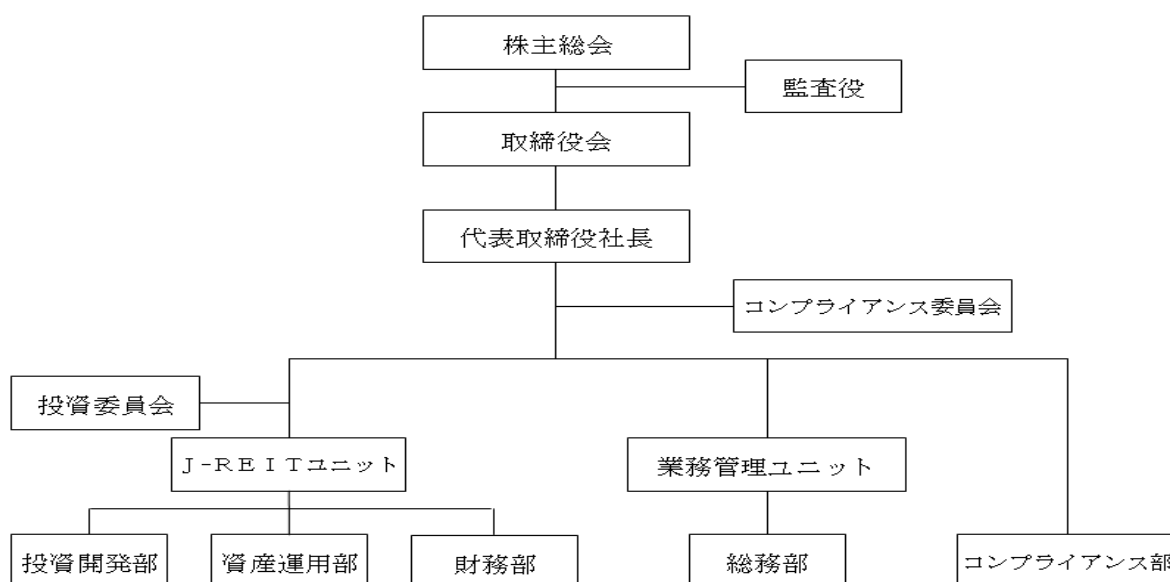 株主総会
監査役
取締役会
代表取締役社長
コンプライアンス委員会
投資委員会
J-REITユニット
業務管理ユニット
投資開発部
資産運用部
財務部
総務部
コンプライアンス部